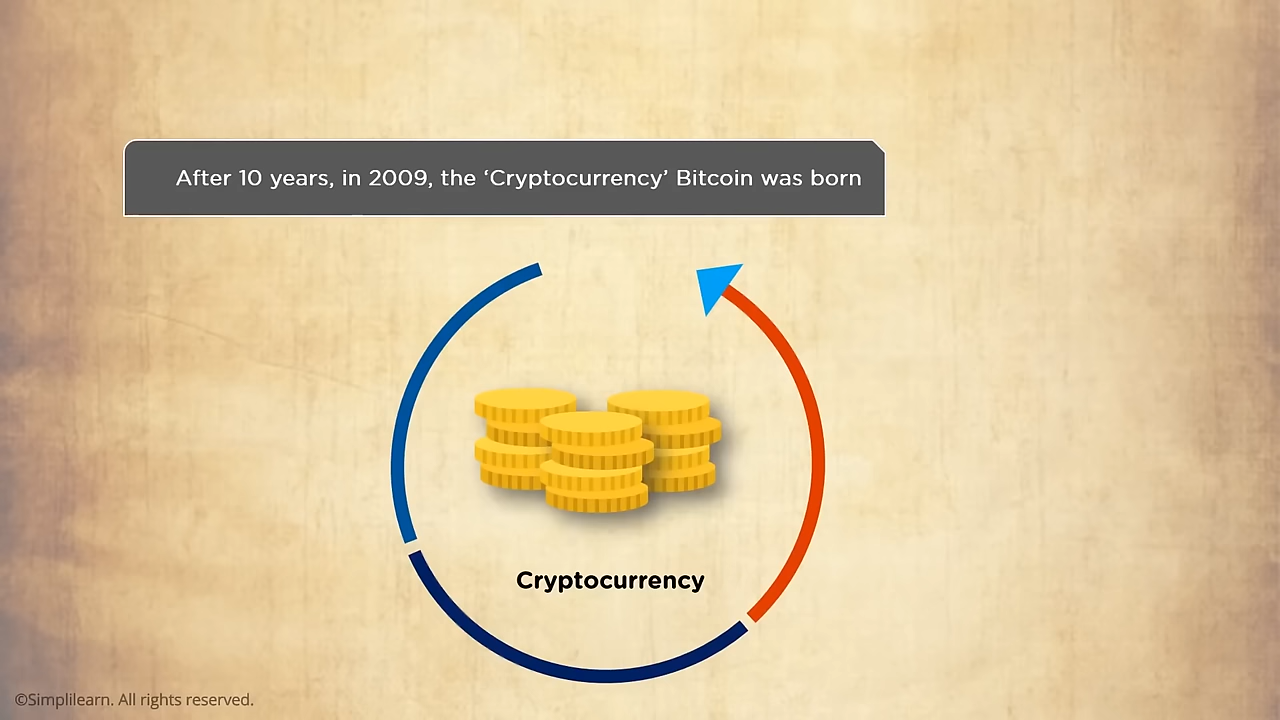 After 10 years, in 2009, the ‘Cryptocurrency’ Bitcoin was born
Cryptocurrency
©Simplilearn. All rights reserved.